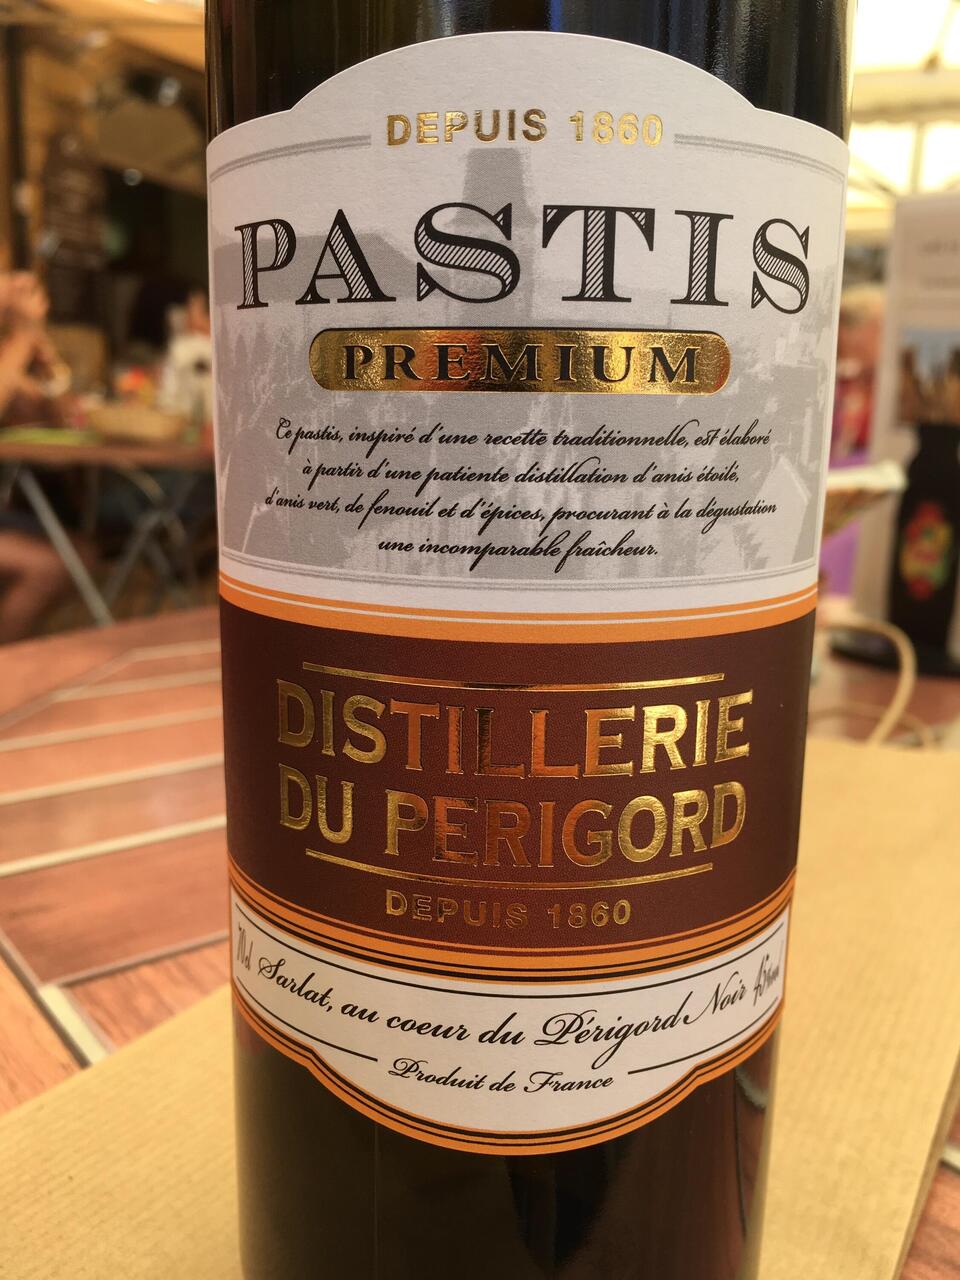 DEPUIS 1860
PASTIS
PREMIUM
Ce pastis, inspiré d'une recette traditionnelle, est élaboré
à partir d'une patiente distillation d'anis étoilé,
d'anis vert, de fenouil et d'épices, procurant à la dégustation
une incomparable fraîcheur.
DISTILLERIE
DU PERIGORD
DEPUIS 1860
70cl Sarlat, au coeur du Périgord Noir
Produit de France